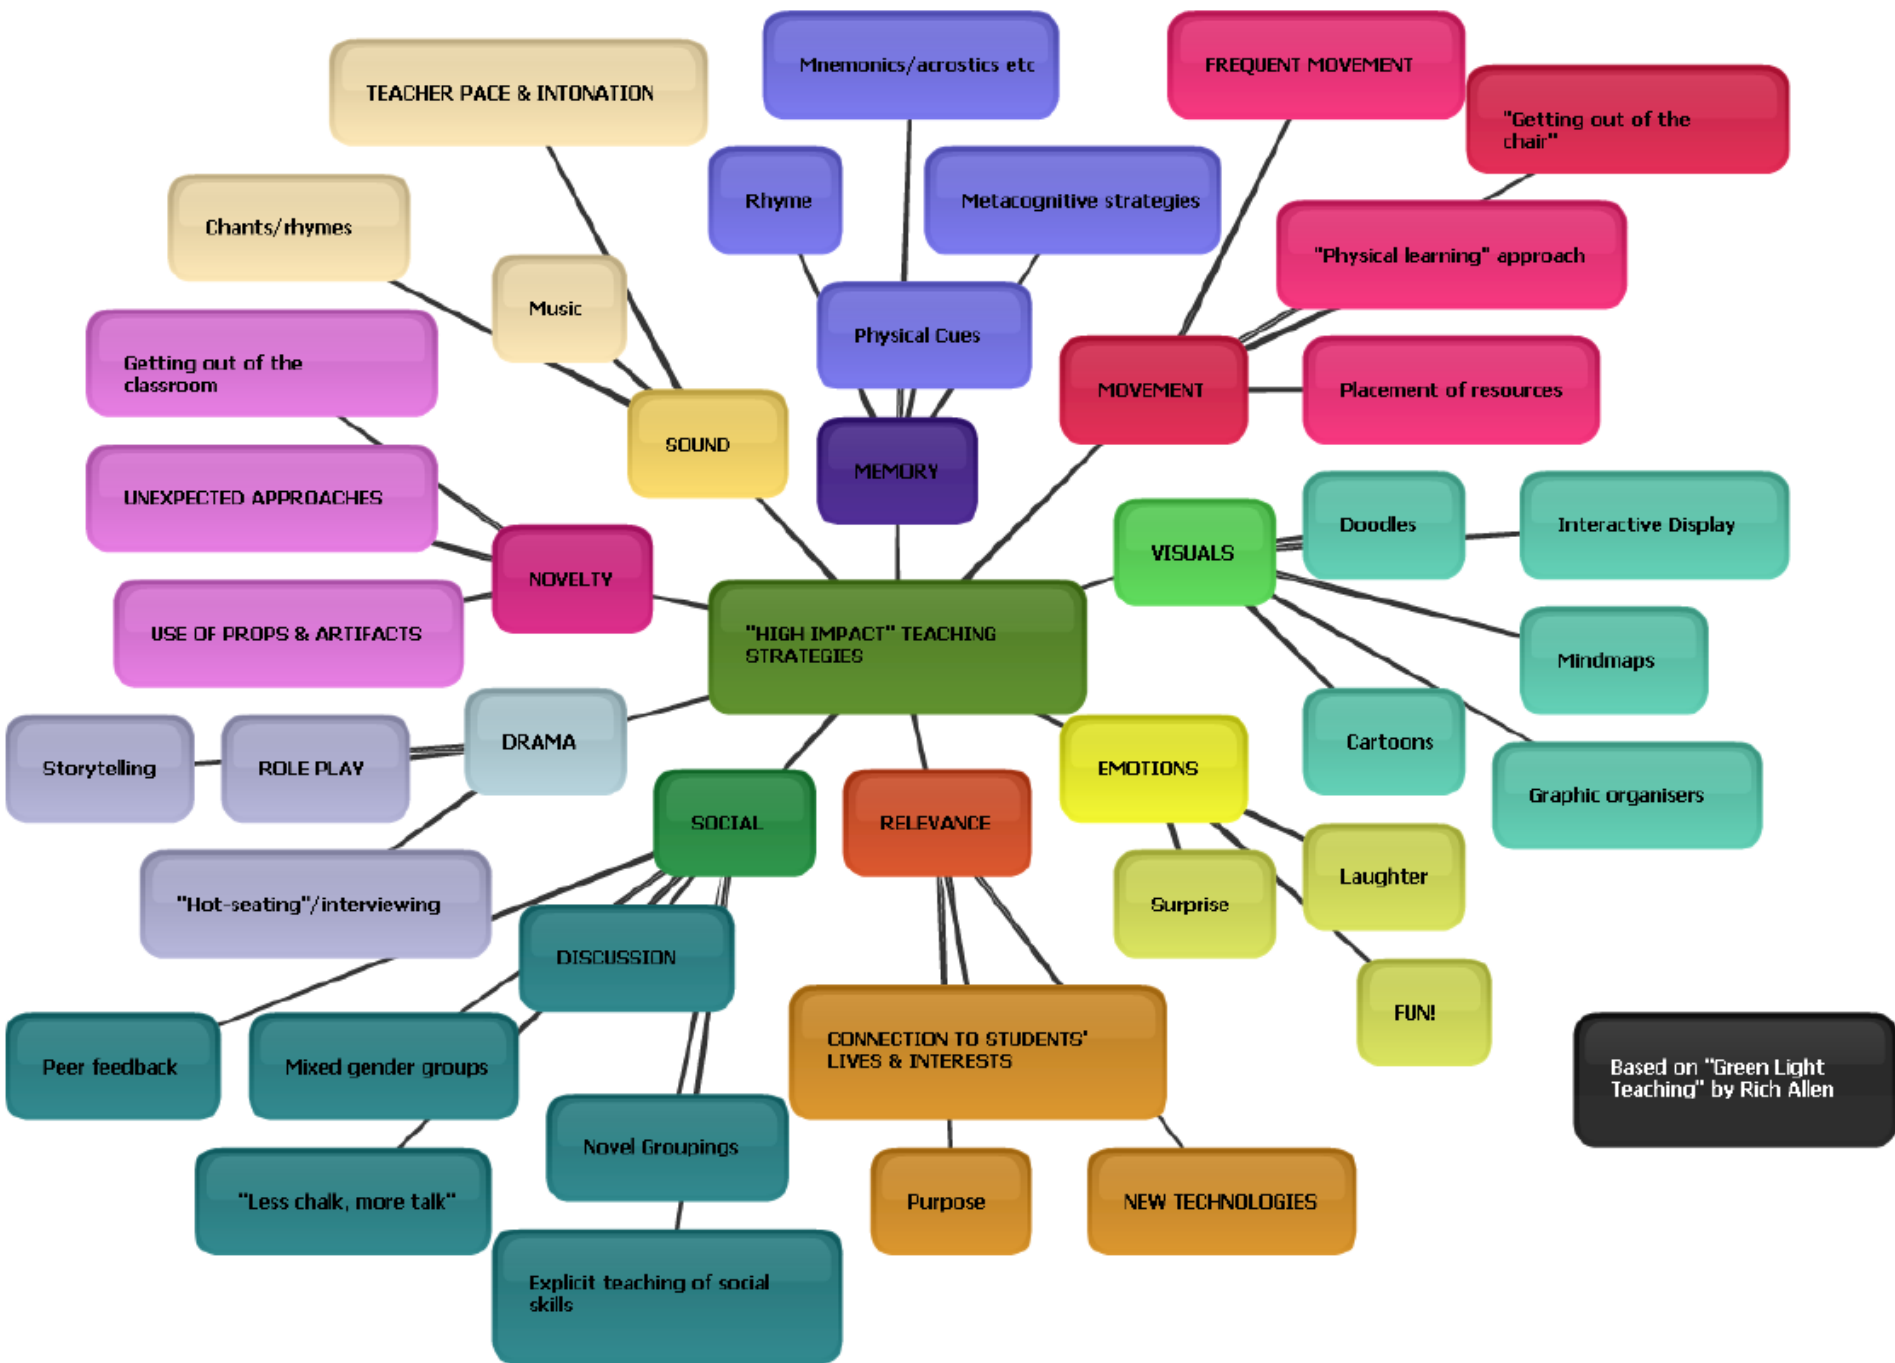 Mnemonics/acrostics etc
FREQUENT MOVEMENT
TEACHER PACE & INTONATION
"Getting out of the
chair"
Rhyme
Metacognitive strategies
Chants/rhymes
"Physical learning" approach
Music
Physical Cues
Getting out of the
classroom
MOVEMENT
Placement of resources
SOUND
MEMORY
UNEXPECTED APPROACHES
Doodles
Interactive Display
VISUALS
NOVELTY
USE OF PROPS & ARTIFACTS
"HIGH IMPACT" TEACHING
STRATEGIES
Mindmaps
DRAMA
Cartoons
Storytelling
ROLE PLAY
EMOTIONS
Graphic organisers
SOCIAL
RELEVANCE
Laughter
"Hot-seating"/interviewing
Surprise
DISCUSSION
FUN!
CONNECTION TO STUDENTS'
LIVES & INTERESTS
Peer feedback
Mixed gender groups
Based on "Green Light
Teaching" by Rich Allen
Novel Groupings
"Less chalk, more talk"
Purpose
NEW TECHNOLOGIES
Explicit teaching of social
skills